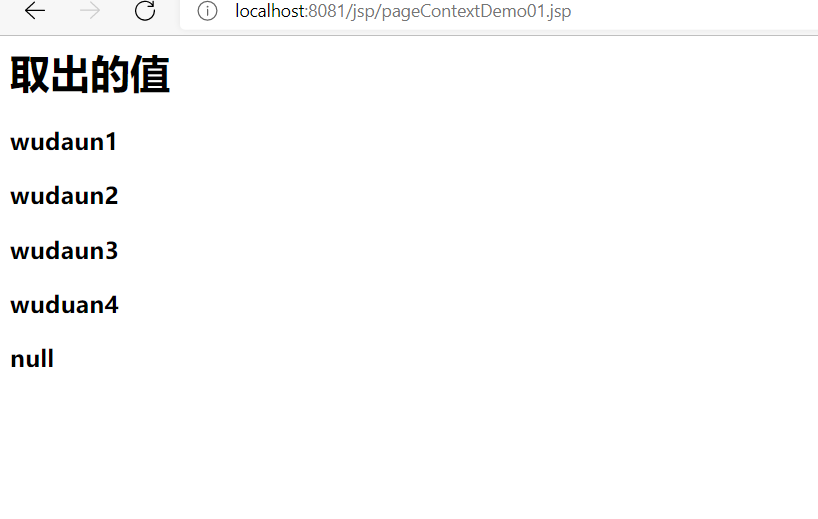 localhost:8081/jsp/pageContextDemo01.jsp
取出的值
wudaun1
wudaun2
wudaun3
wuduan4
null